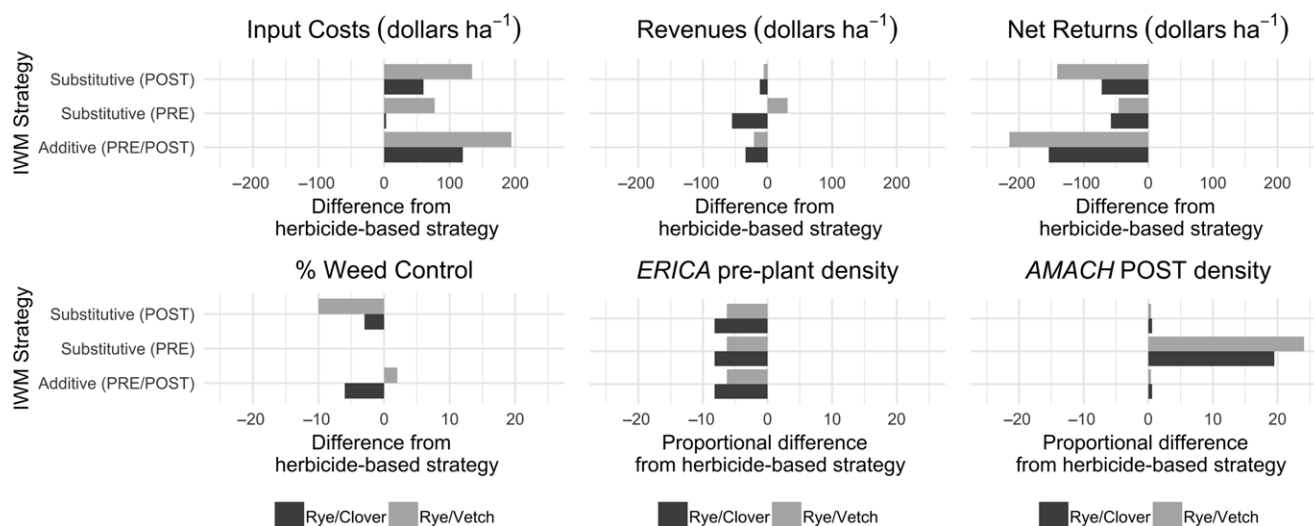 Input Costs (dollars ha⁻¹)
Revenues (dollars ha⁻¹)
Net Returns (dollars ha⁻¹)
IWM Strategy
Substitutive (POST)
Substitutive (PRE)
Additive (PRE/POST)
−200 −100 0 100 200
−200 −100 0 100 200
−200 −100 0 100 200
Difference from
herbicide-based strategy
Difference from
herbicide-based strategy
Difference from
herbicide-based strategy
% Weed Control
ERICA pre-plant density
AMACH POST density
IWM Strategy
Substitutive (POST)
Substitutive (PRE)
Additive (PRE/POST)
−20 −10 0 10 20
−20 −10 0 10 20
−20 −10 0 10 20
Difference from
herbicide-based strategy
Proportional difference
from herbicide-based strategy
Proportional difference
from herbicide-based strategy
Rye/Clover Rye/Vetch
Rye/Clover Rye/Vetch
Rye/Clover Rye/Vetch